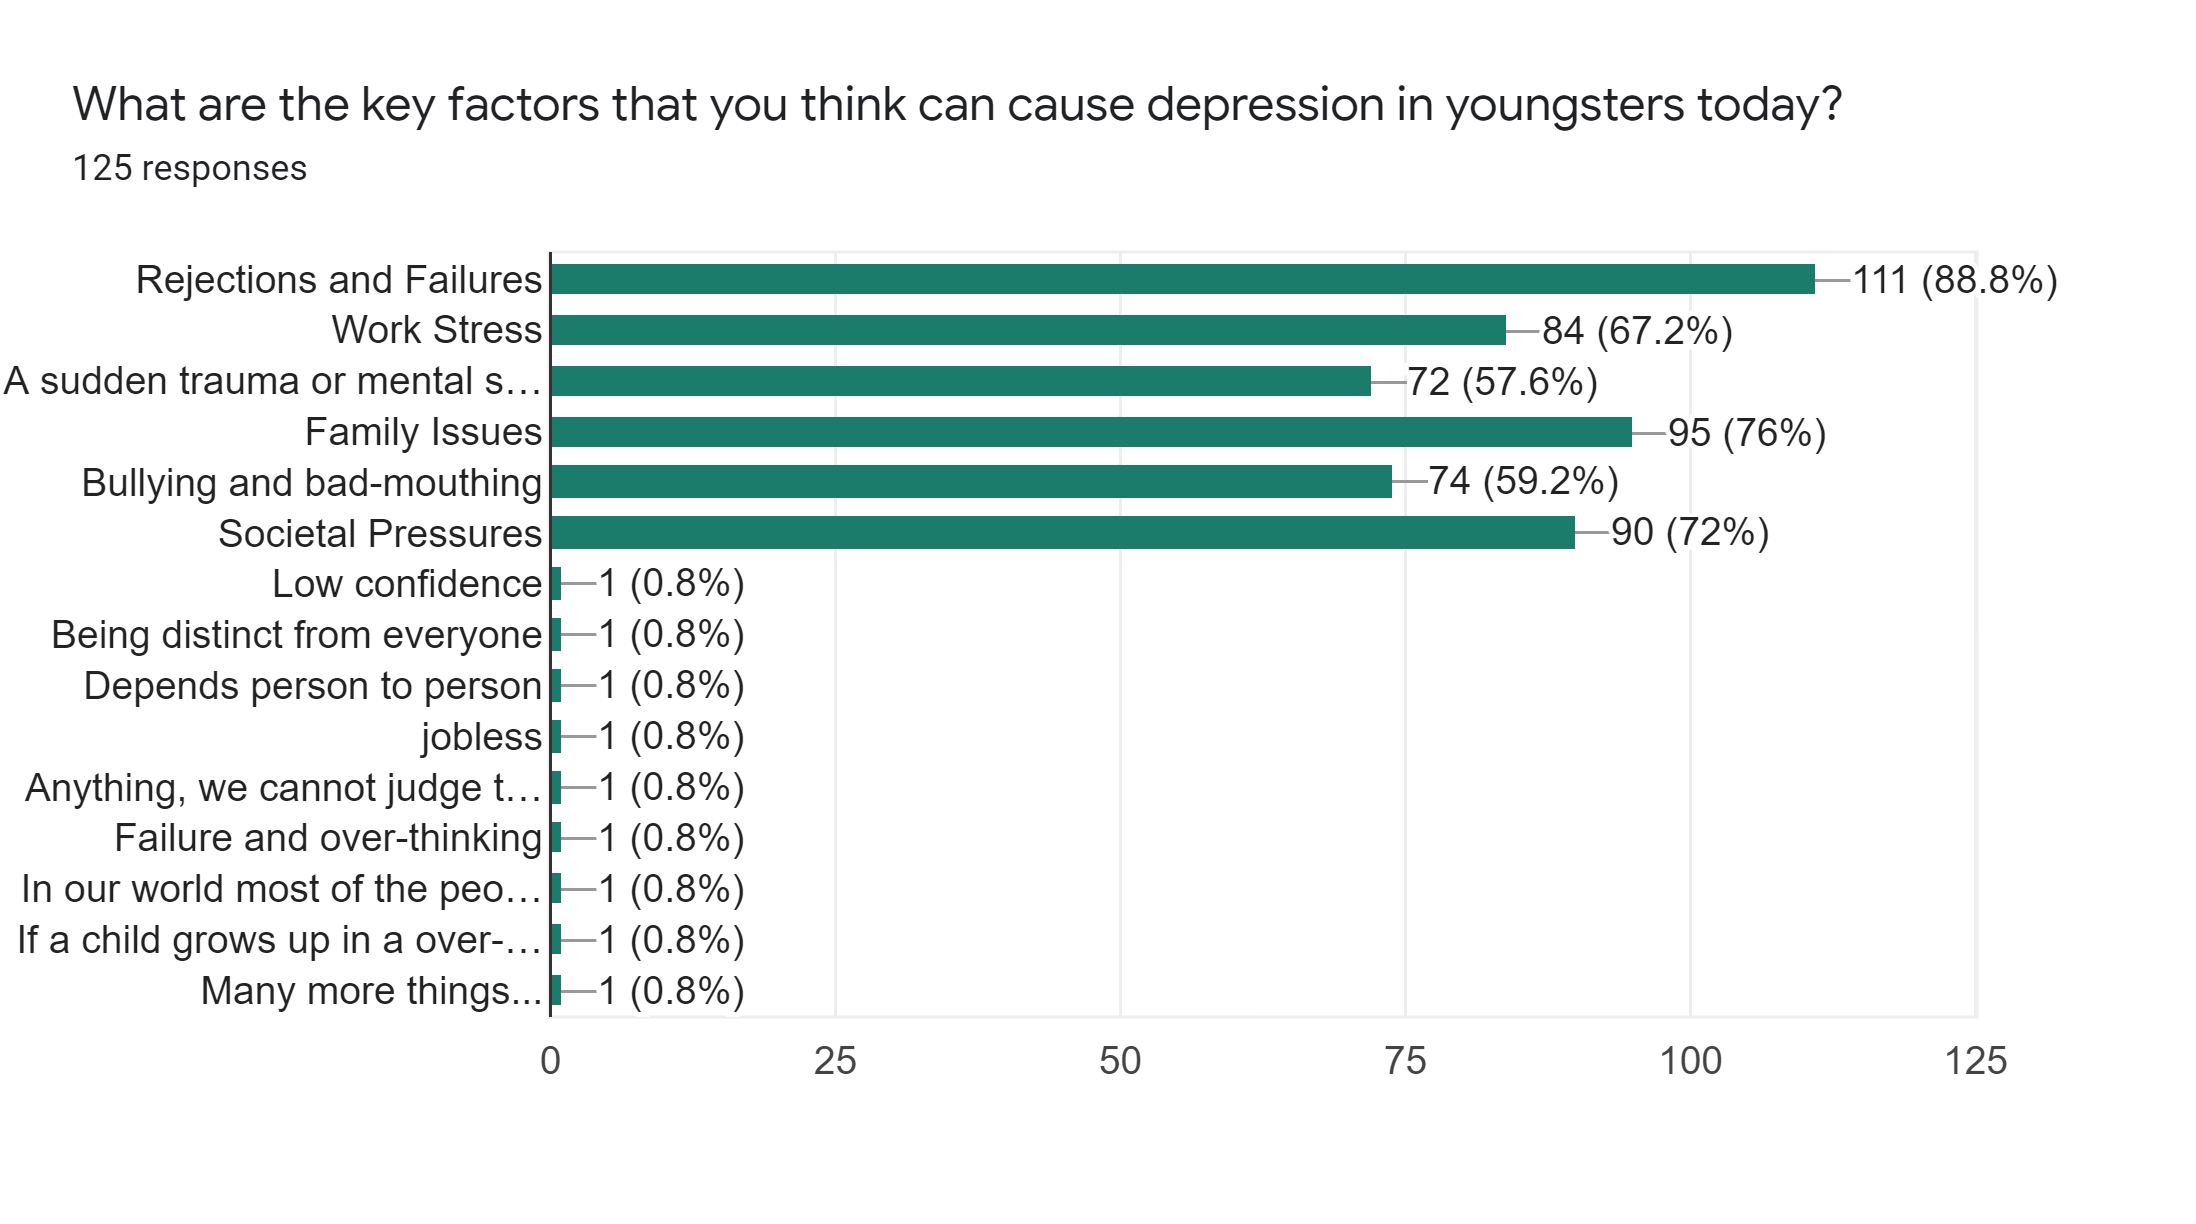 What are the key factors that you think can cause depression in youngsters today?
125 responses
Rejections and Failures 111 (88.8%)
Work Stress 84 (67.2%)
A sudden trauma or mental s... 72 (57.6%)
Family Issues 95 (76%)
Bullying and bad-mouthing 74 (59.2%)
Societal Pressures 90 (72%)
Low confidence 1 (0.8%)
Being distinct from everyone 1 (0.8%)
Depends person to person 1 (0.8%)
jobless 1 (0.8%)
Anything, we cannot judge t... 1 (0.8%)
Failure and over-thinking 1 (0.8%)
In our world most of the peo... 1 (0.8%)
If a child grows up in a over-... 1 (0.8%)
Many more things... 1 (0.8%)
0 25 50 75 100 125